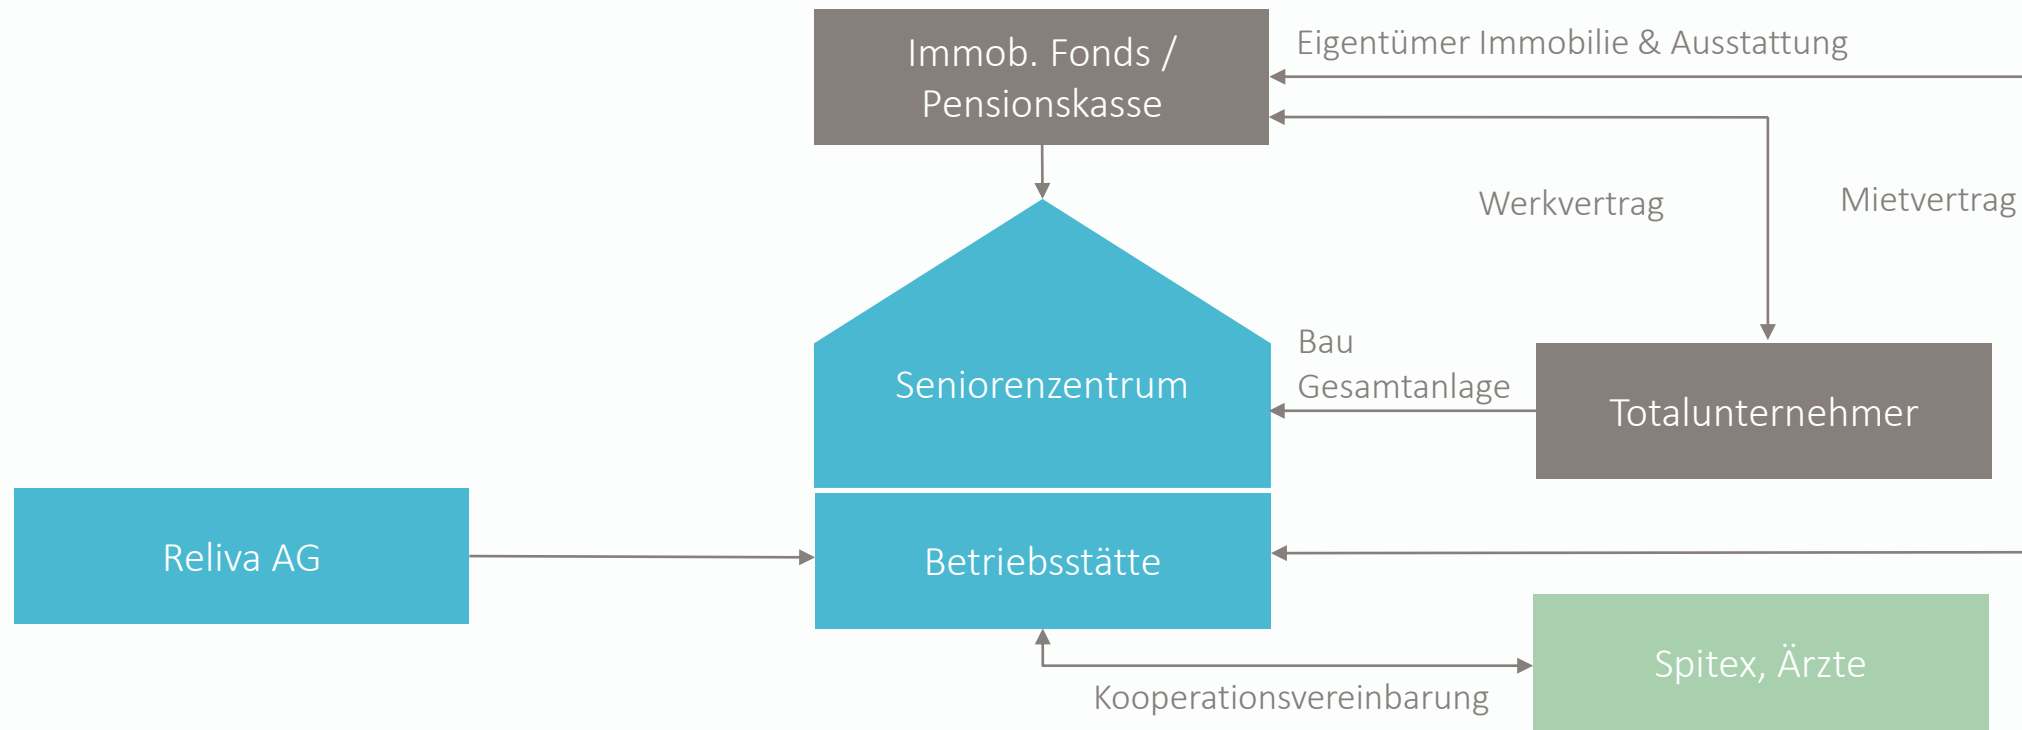 Immob. Fonds /
Pensionskasse
Eigentümer Immobilie & Ausstattung
Werkvertrag
Mietvertrag
Seniorenzentrum
Bau
Gesamtanlage
Totalunternehmer
Reliva AG
Betriebsstätte
Spitex, Ärzte
Kooperationsvereinbarung